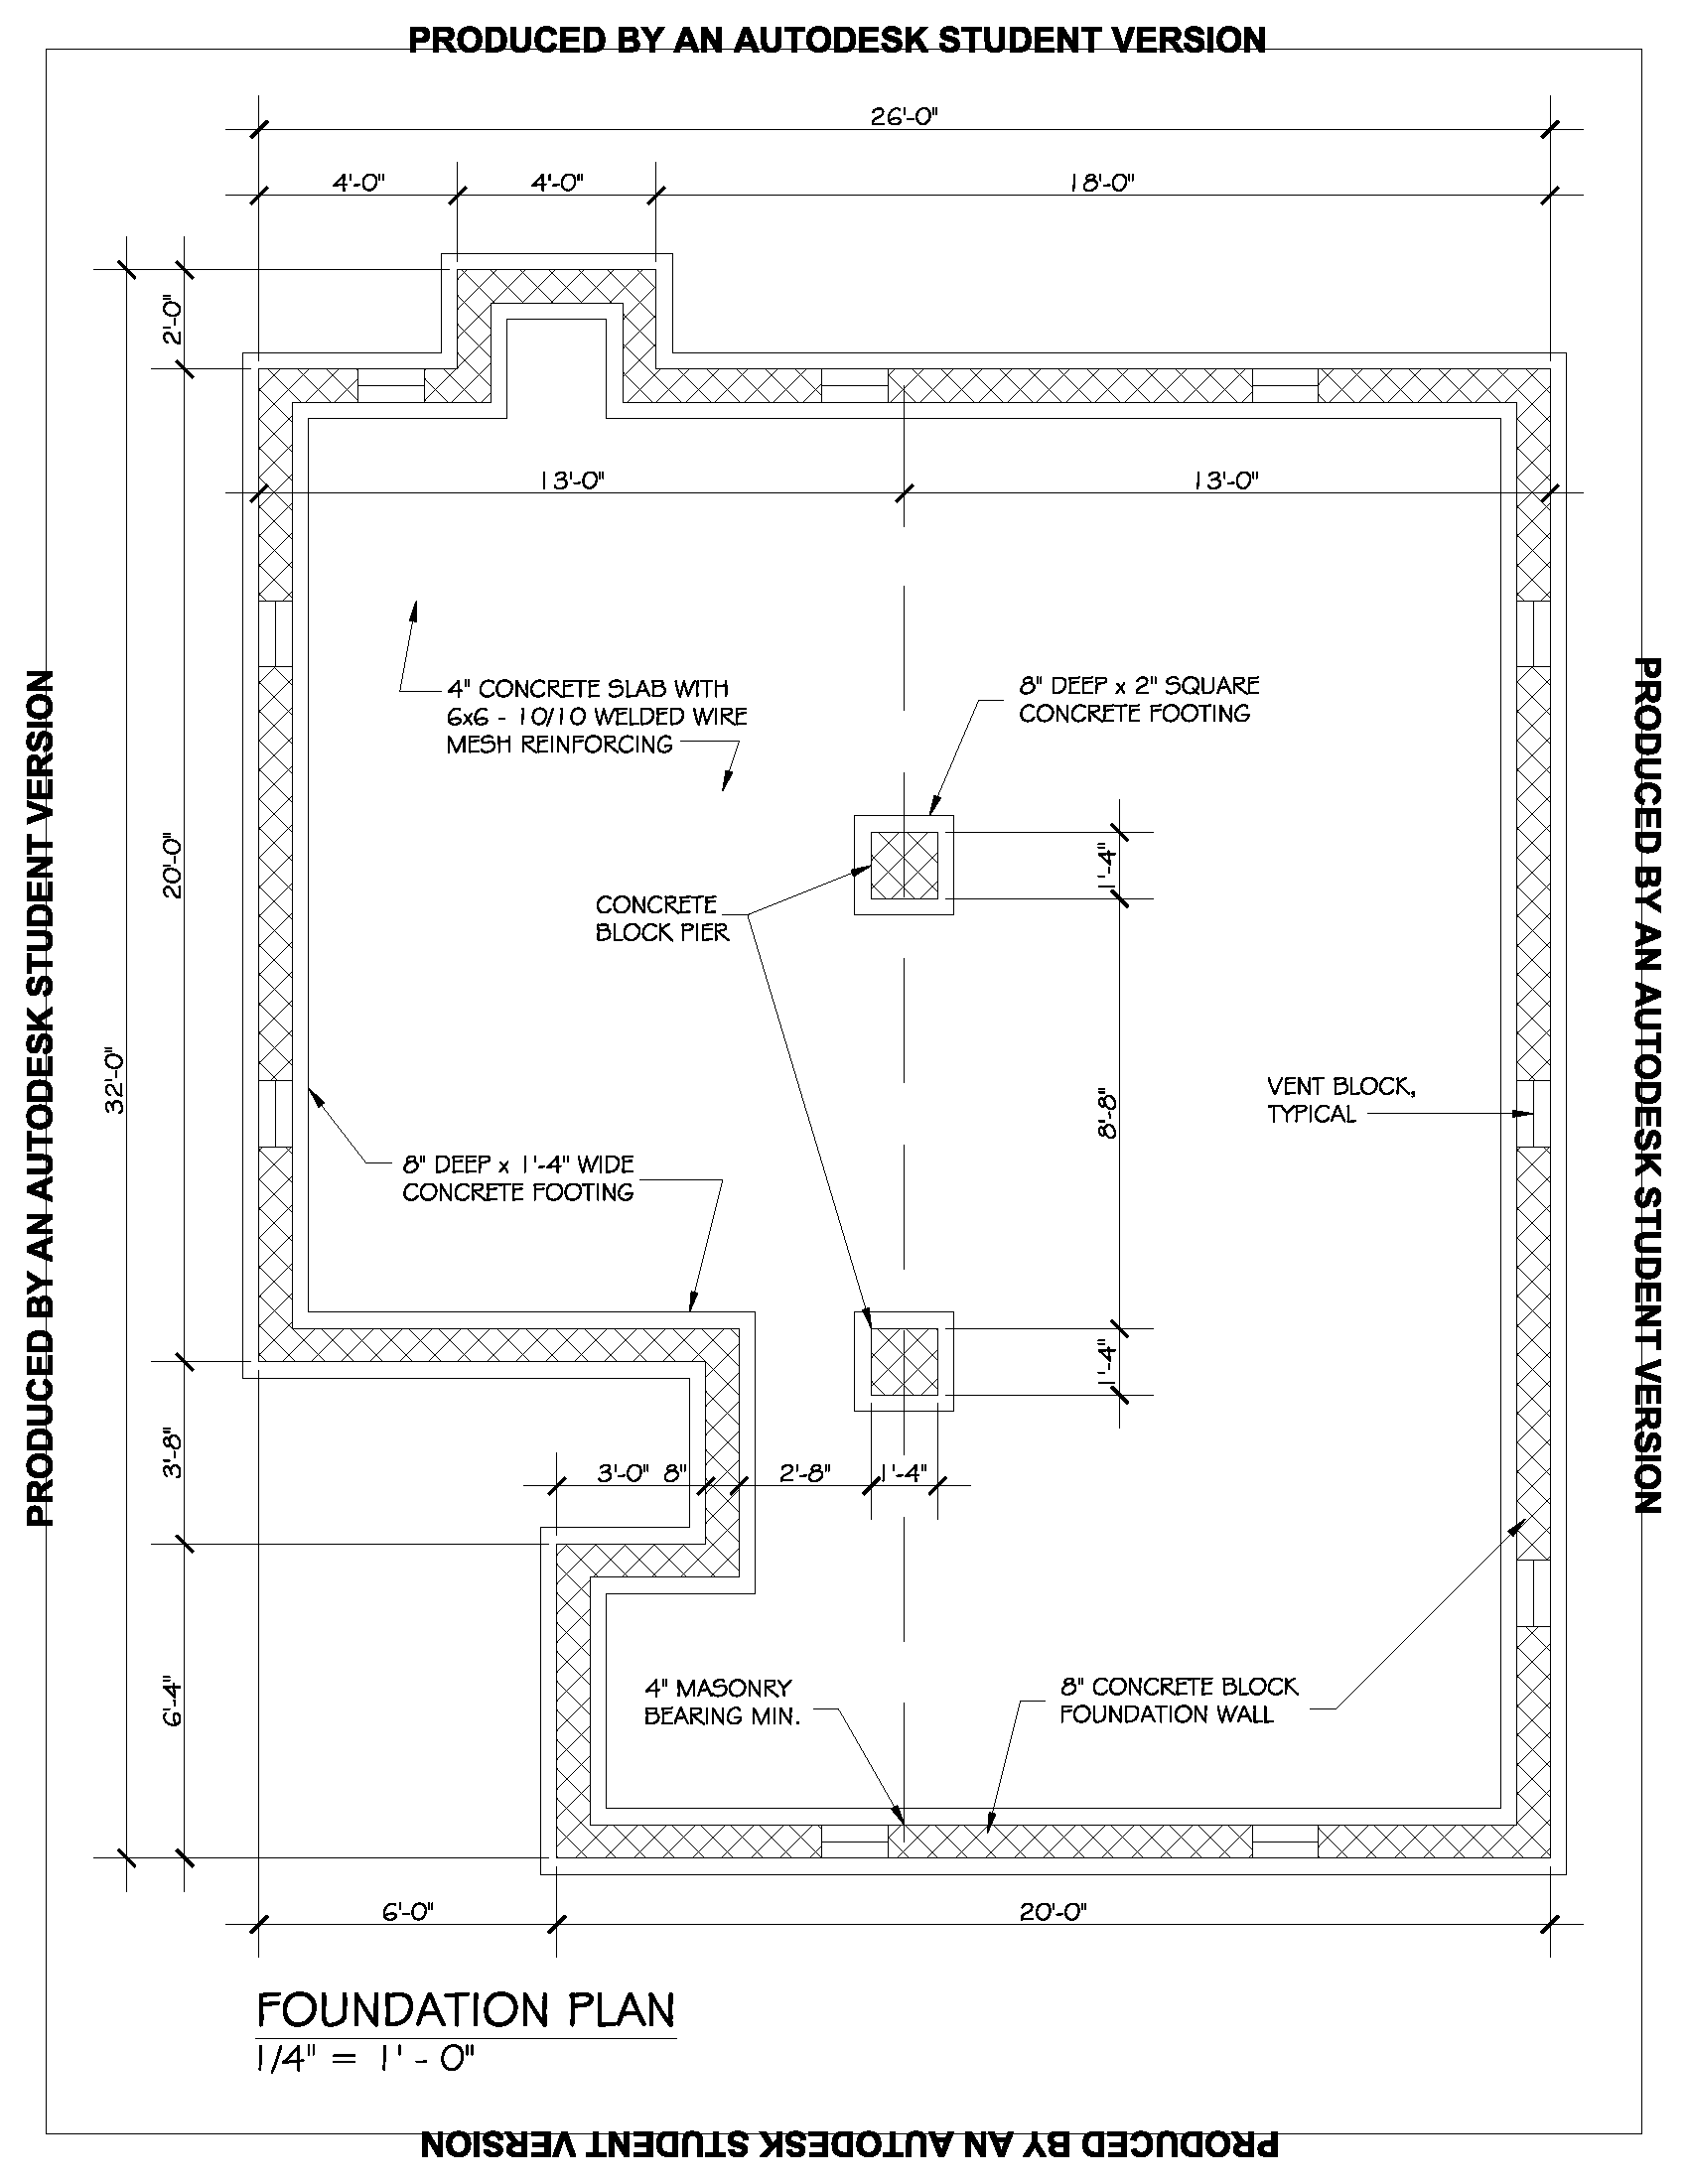 PRODUCED BY AN AUTODESK STUDENT VERSION
26'-0"
4'-0"
4'-0"
18'-0"
2'-0"
13'-0"
13'-0"
4" CONCRETE SLAB WITH
6x6 - 10/10 WELDED WIRE
MESH REINFORCING
8" DEEP x 2" SQUARE
CONCRETE FOOTING
PRODUCED BY AN AUTODESK STUDENT VERSION
PRODUCED BY AN AUTODESK STUDENT VERSION
20'-0"
1'-4"
CONCRETE
BLOCK PIER
32'-0"
8'-8"
VENT BLOCK,
TYPICAL
8" DEEP x 1'-4" WIDE
CONCRETE FOOTING
1'-4"
3'-8"
3'-0"
8"
2'-8"
1'-4"
6'-4"
4" MASONRY
BEARING MIN.
8" CONCRETE BLOCK
FOUNDATION WALL
6'-0"
20'-0"
FOUNDATION PLAN
1/4" = 1' - 0"
PRODUCED BY AN AUTODESK STUDENT VERSION